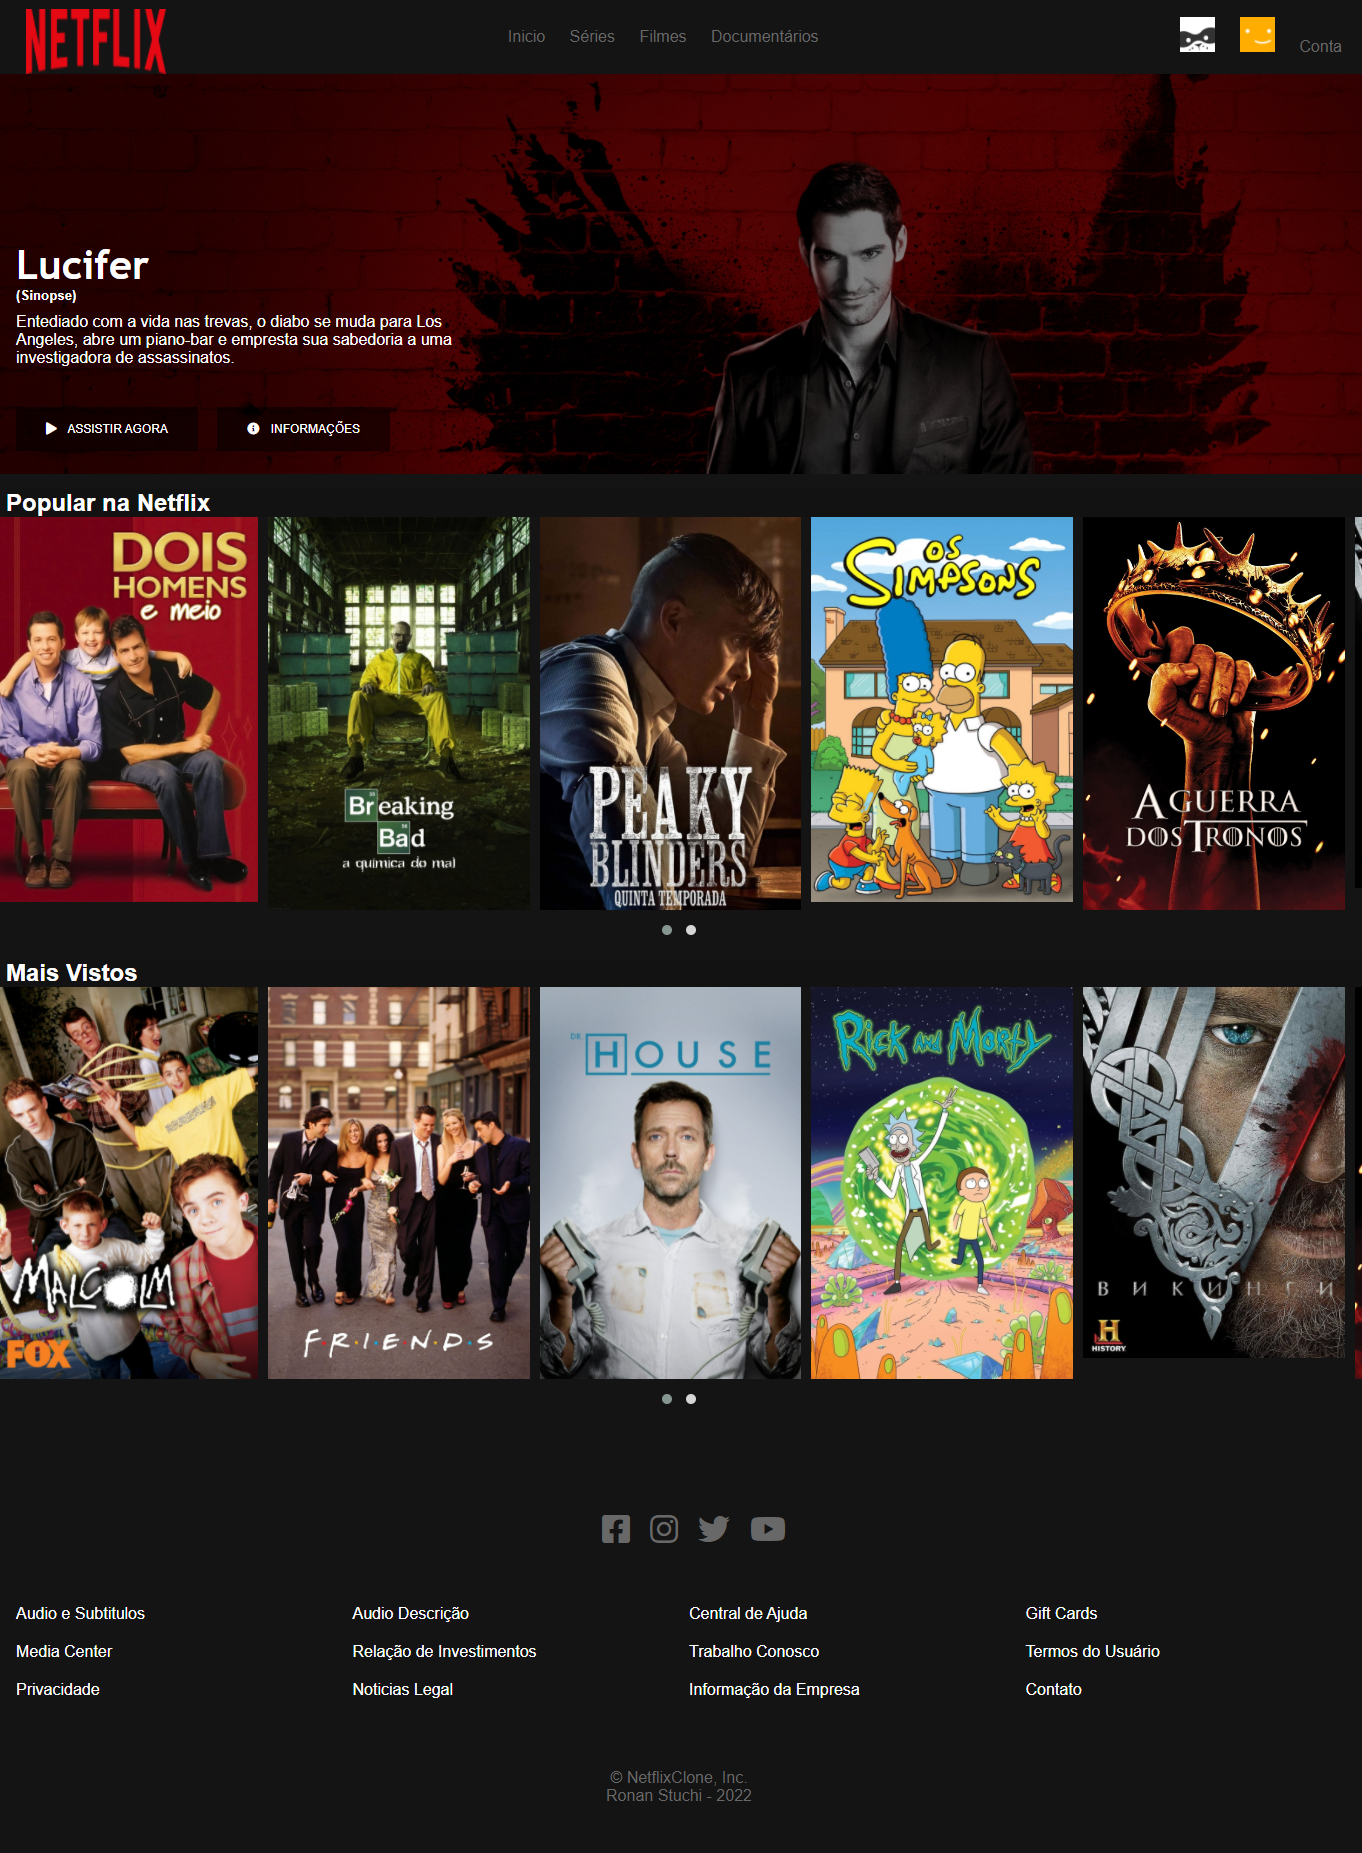 NETFLIX
Inicio Séries Filmes Documentários
Conta
Lucifer
(Sinopse)
Entediado com a vida nas trevas, o diabo se muda para Los
Angeles, abre um piano-bar e empresta sua sabedoria a uma
investigadora de assassinatos.
ASSISTIR AGORA
INFORMAÇÕES
Popular na Netflix
DOIS
HOMENS
e meio
Breaking
Bad
a química do mal
PEAKY
BLINDERS
QUINTA TEMPORADA
OS
SIMPSONS
A GUERRA
DOS TRONOS
Mais Vistos
MALCOLM
FOX
F·R·I·E·N·D·S
DR.
HOUSE
Rick and Morty
ВИКИНГИ
H
HISTORY
Audio e Subtitulos
Audio Descrição
Central de Ajuda
Gift Cards
Media Center
Relação de Investimentos
Trabalho Conosco
Termos do Usuário
Privacidade
Noticias Legal
Informação da Empresa
Contato
© NetflixClone, Inc.
Ronan Stuchi - 2022